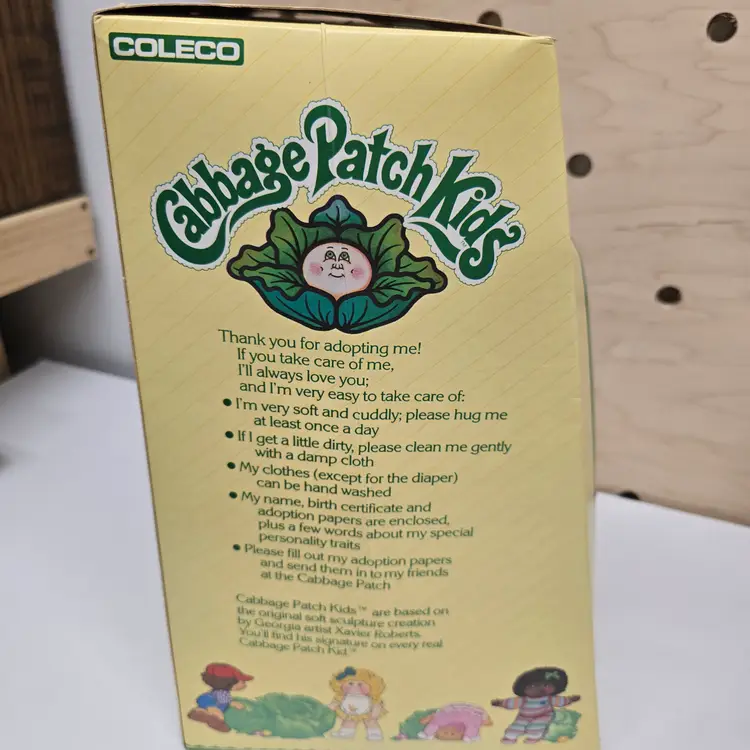 COLECO
Cabbage Patch Kids
Thank you for adopting me!
If you take care of me,
I'll always love you;
and I'm very easy to take care of:
• I'm very soft and cuddly; please hug me
at least once a day
• If I get a little dirty, please clean me gently
with a damp cloth
• My clothes (except for the diaper)
can be hand washed
• My name, birth certificate and
adoption papers are enclosed,
plus a few words about my special
personality traits
• Please fill out my adoption papers
and send them in to my friends
at the Cabbage Patch
Cabbage Patch Kids™ are based on
the original soft sculpture creation
by Georgia artist Xavier Roberts.
You'll find his signature on every real
Cabbage Patch Kid™